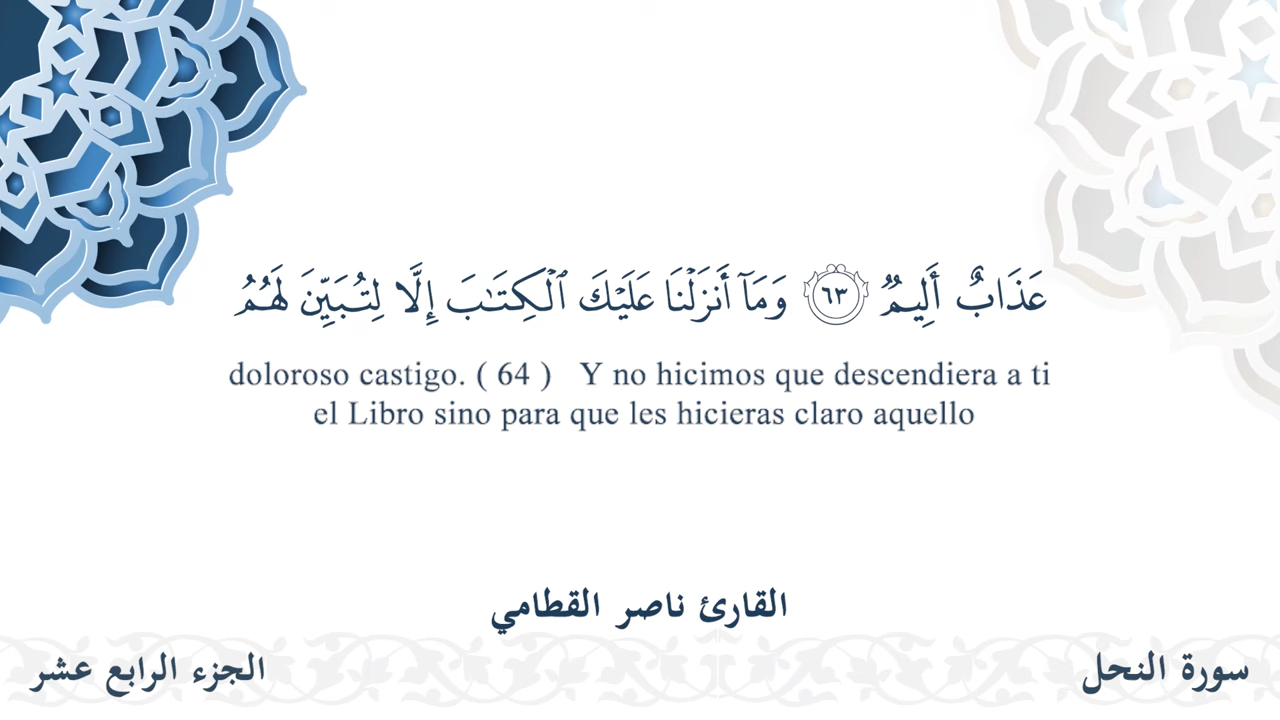 عَذَابٌ أَلِيمٌ ٦٣ وَمَآ أَنزَلْنَا عَلَيْكَ ٱلْكِتَـٰبَ إِلَّا لِتُبَيِّنَ لَهُمُ
doloroso castigo. ( 64 ) Y no hicimos que descendiera a ti
el Libro sino para que les hicieras claro aquello
القارئ ناصر القطامي
سورة النحل
الجزء الرابع عشر